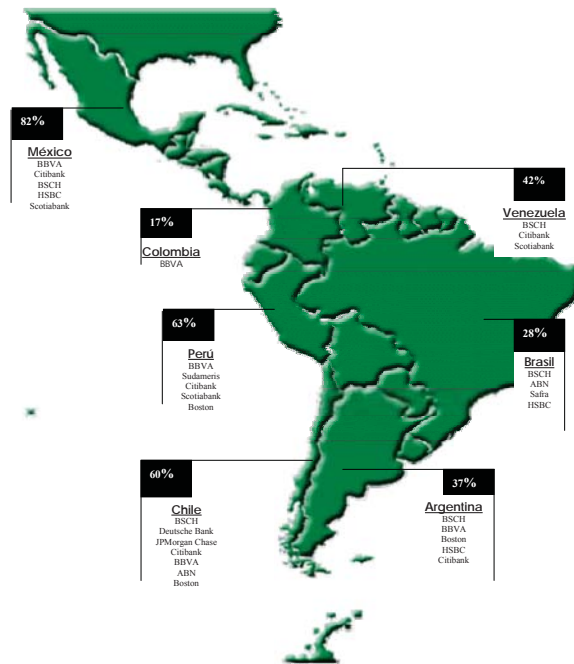 82%
México
BBVA
Citibank
BSCH
HSBC
Scotiabank
42%
Venezuela
BSCH
Citibank
Scotiabank
17%
Colombia
BBVA
63%
Perú
BBVA
Sudameris
Citibank
Scotiabank
Boston
28%
Brasil
BSCH
ABN
Safra
HSBC
60%
Chile
BSCH
Deutsche Bank
JPMorgan Chase
Citibank
BBVA
ABN
Boston
37%
Argentina
BSCH
BBVA
Boston
HSBC
Citibank